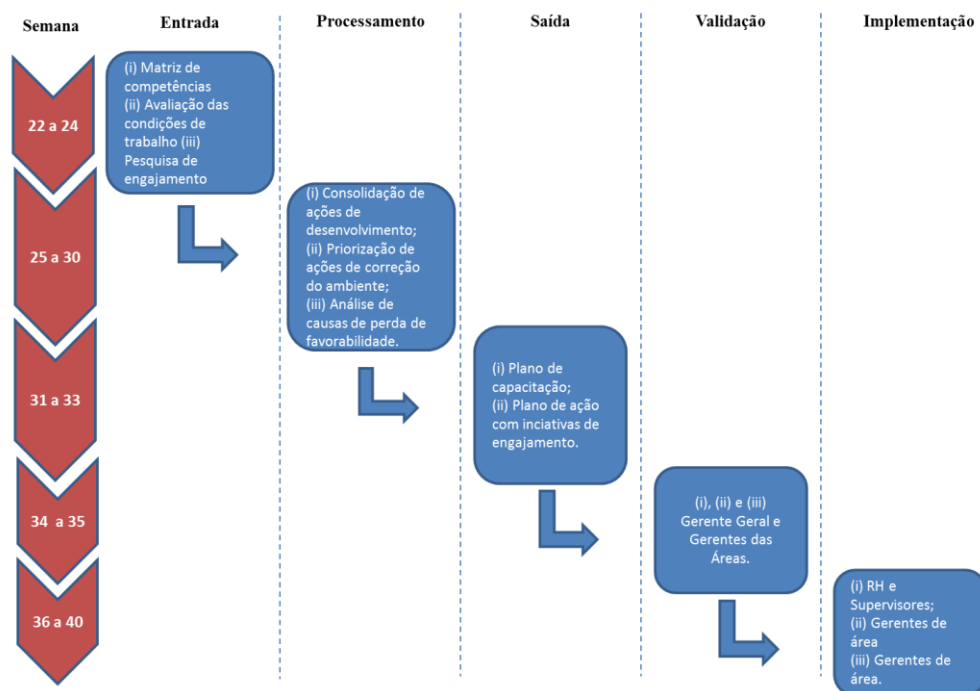 Semana
Entrada
Processamento
Saída
Validação
Implementação
22 a 24
(i) Matriz de
competências
(ii) Avaliação das
condições de
trabalho (iii)
Pesquisa de
engajamento
25 a 30
(i) Consolidação de
ações de
desenvolvimento;
(ii) Priorização de
ações de correção
do ambiente;
(iii) Análise de
causas de perda de
favorabilidade.
31 a 33
(i) Plano de
capacitação;
(ii) Plano de ação
com inciativas de
engajamento.
34 a 35
(i), (ii) e (iii)
Gerente Geral e
Gerentes das
Áreas.
36 a 40
(i) RH e
Supervisores;
(ii) Gerentes de
área
(iii) Gerentes de
área.